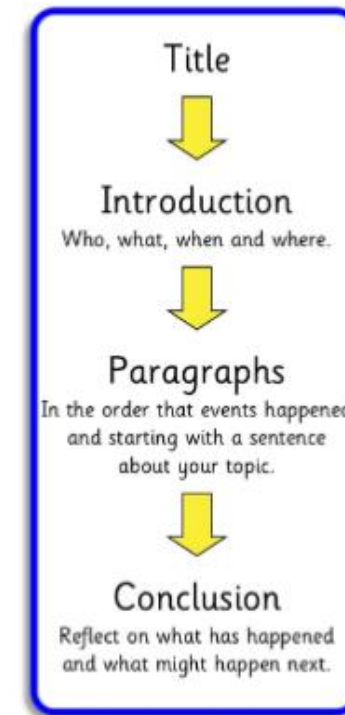 Title
Introduction
Who, what, when and where.
Paragraphs
In the order that events happened
and starting with a sentence
about your topic.
Conclusion
Reflect on what has happened
and what might happen next.